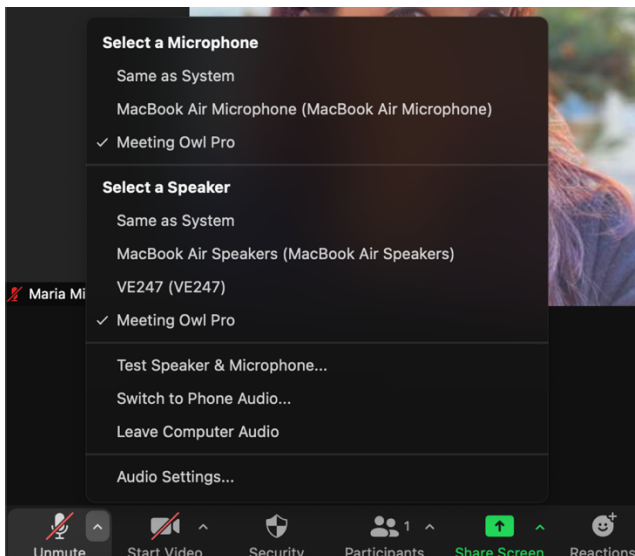 Select a Microphone
Same as System
MacBook Air Microphone (MacBook Air Microphone)
✓ Meeting Owl Pro
Select a Speaker
Same as System
MacBook Air Speakers (MacBook Air Speakers)
VE247 (VE247)
Maria Mi
✓ Meeting Owl Pro
Test Speaker & Microphone...
Switch to Phone Audio...
Leave Computer Audio
Audio Settings...
1
Unmute Start Video Security Participants Share Screen Reactions